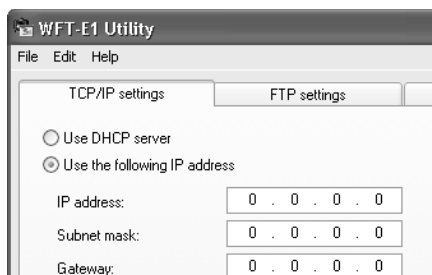 WFT-E1 Utility
File Edit Help
TCP/IP settings FTP settings
Use DHCP server
Use the following IP address
IP address: 0 . 0 . 0 . 0
Subnet mask: 0 . 0 . 0 . 0
Gateway: 0 . 0 . 0 . 0